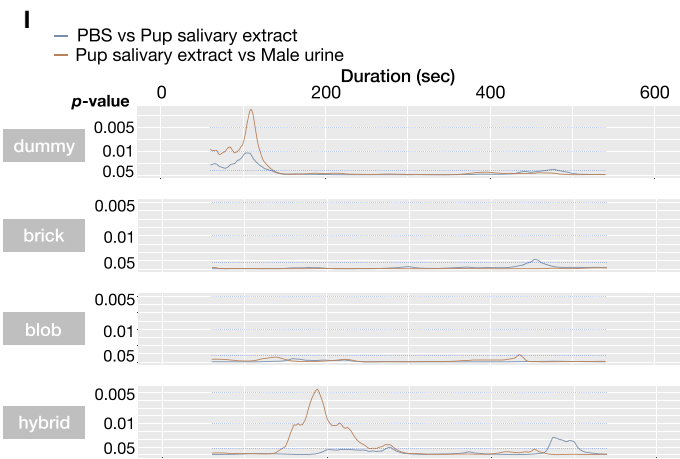 I
PBS vs Pup salivary extract
Pup salivary extract vs Male urine
Duration (sec)
p-value
0 200 400 600
dummy
0.005
0.01
0.05
brick
0.005
0.01
0.05
blob
0.005
0.01
0.05
hybrid
0.005
0.01
0.05